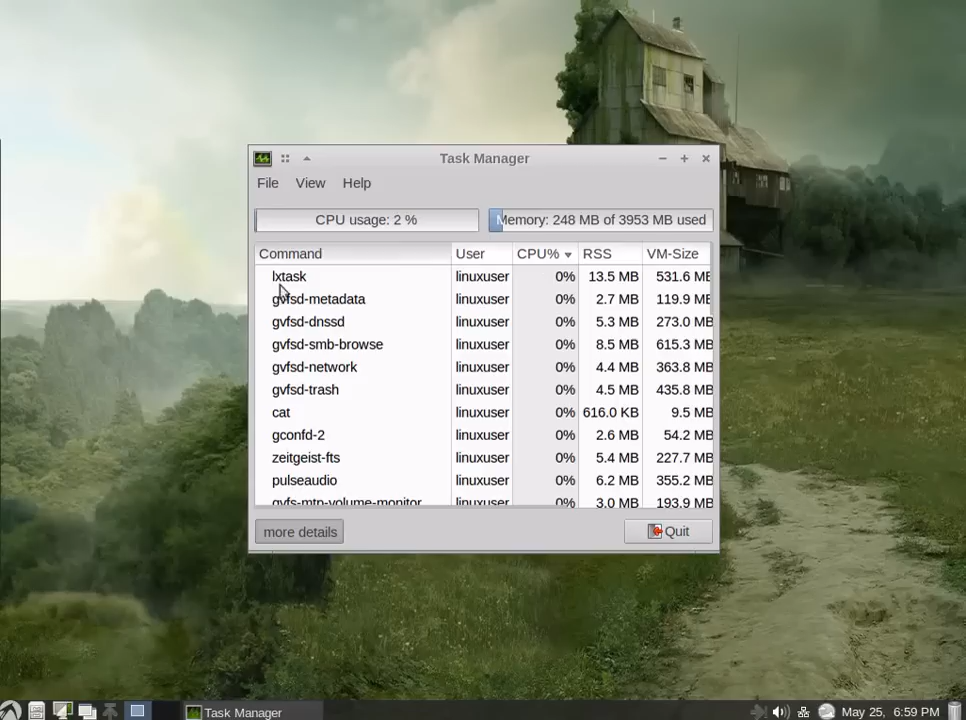 Task Manager
File View Help
CPU usage: 2 % Memory: 248 MB of 3953 MB used
Command User CPU% RSS VM-Size
lxtask linuxuser 0% 13.5 MB 531.6 MB
gvfsd-metadata linuxuser 0% 2.7 MB 119.9 MB
gvfsd-dnssd linuxuser 0% 5.3 MB 273.0 MB
gvfsd-smb-browse linuxuser 0% 8.5 MB 615.3 MB
gvfsd-network linuxuser 0% 4.4 MB 363.8 MB
gvfsd-trash linuxuser 0% 4.5 MB 435.8 MB
cat linuxuser 0% 616.0 KB 9.5 MB
gconfd-2 linuxuser 0% 2.6 MB 54.2 MB
zeitgeist-fts linuxuser 0% 5.4 MB 227.7 MB
pulseaudio linuxuser 0% 6.2 MB 355.2 MB
gvfs-mtp-volume-monitor linuxuser 0% 3.0 MB 193.9 MB
more details Quit
Task Manager May 25, 6:59 PM